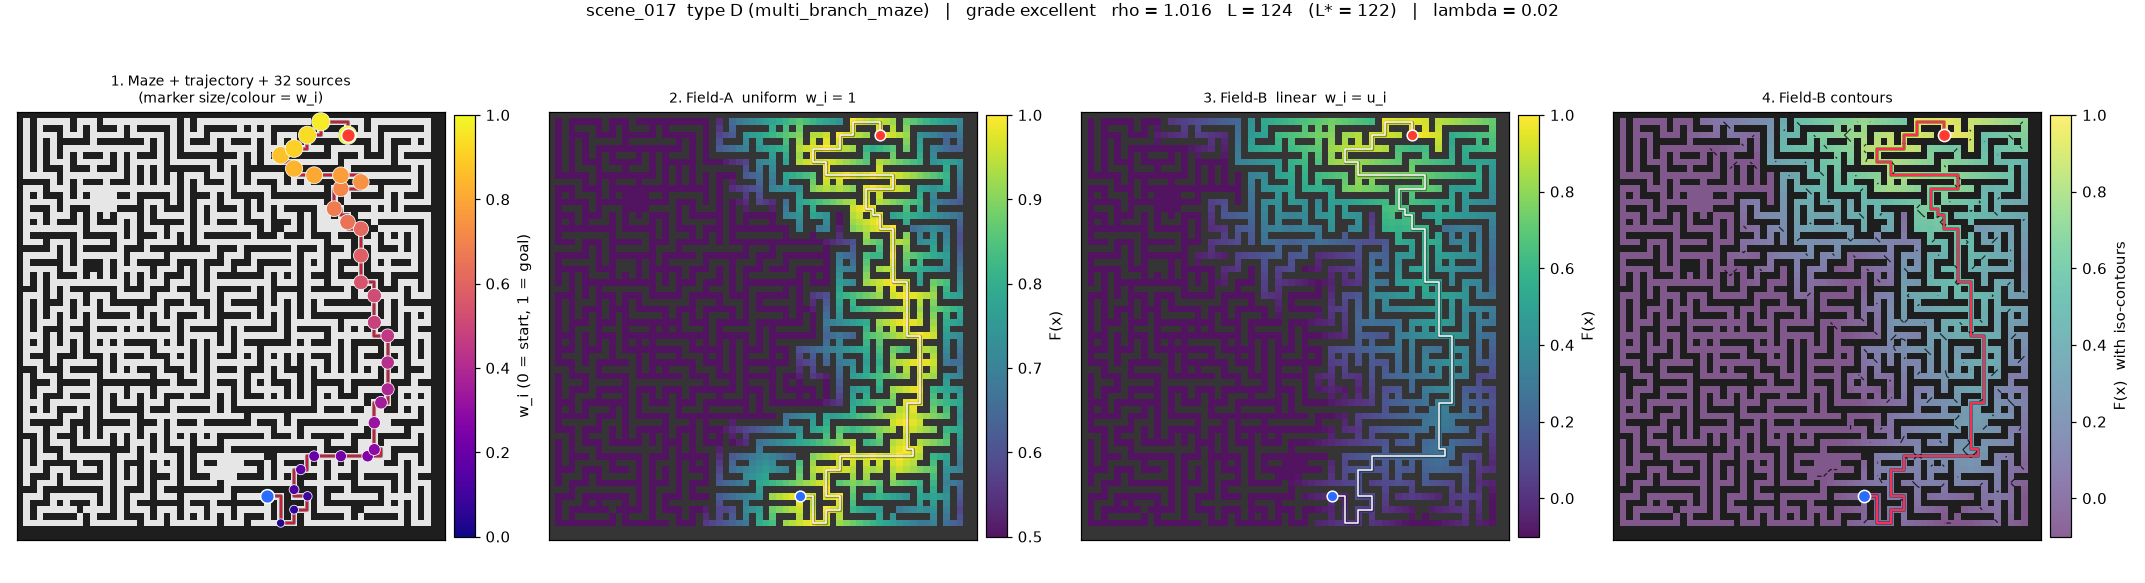 scene_017  type D (multi_branch_maze)   |   grade excellent   rho = 1.016   L = 124   (L* = 122)   |   lambda = 0.02
1. Maze + trajectory + 32 sources
(marker size/colour = w_i)
1.0
0.8
0.6
0.4
0.2
0.0
w_i (0 = start, 1 = goal)
2. Field-A  uniform  w_i = 1
1.0
0.9
0.8
0.7
0.6
0.5
F(x)
3. Field-B  linear  w_i = u_i
1.0
0.8
0.6
0.4
0.2
0.0
F(x)
4. Field-B contours
1.0
0.8
0.6
0.4
0.2
0.0
F(x)  with iso-contours